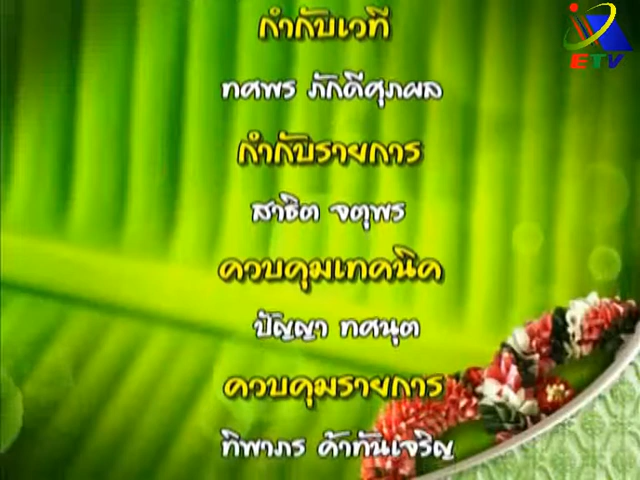 ETV
กำกับเวที
ทศพร ภักดีศุภผล
กำกับรายการ
สาธิต จตุพร
ควบคุมเทคนิค
ปัญญา ทศนุต
ควบคุมรายการ
ทิพาภร ค้าทันเจริญ